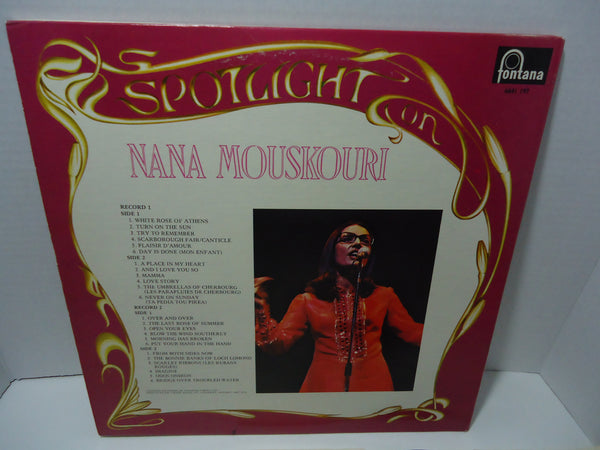 fontana
SPOTLIGHT
on
NANA MOUSKOURI
RECORD 1
SIDE 1
1. WHITE ROSE OF ATHENS
2. TURN ON THE SUN
3. TRY TO REMEMBER
4. SCARBOROUGH FAIR/CANTICLE
5. PLAISIR D'AMOUR
6. DAY IS DONE (MON ENFANT)
SIDE 2
1. A PLACE IN MY HEART
2. AND I LOVE YOU SO
3. MAMMA
4. LOVE STORY
5. THE UMBRELLAS OF CHERBOURG
(LES PARAPLUIES DE CHERBOURG)
6. NEVER ON SUNDAY
(TA PEDIA TOU PIREA)
RECORD 2
SIDE 1
1. OVER AND OVER
2. THE LAST ROSE OF SUMMER
3. OPEN YOUR EYES
4. BLOW THE WIND SOUTHERLY
5. MORNING HAS BROKEN
6. PUT YOUR HAND IN THE HAND
SIDE 2
1. FROM BOTH SIDES NOW
2. THE BONNIE BANKS OF LOCH LOMOND
3. SCARLET RIBBONS (LES RUBANS
ROUGES)
4. IMAGINE
5. ODOS ONIRON
6. BRIDGE OVER TROUBLED WATER